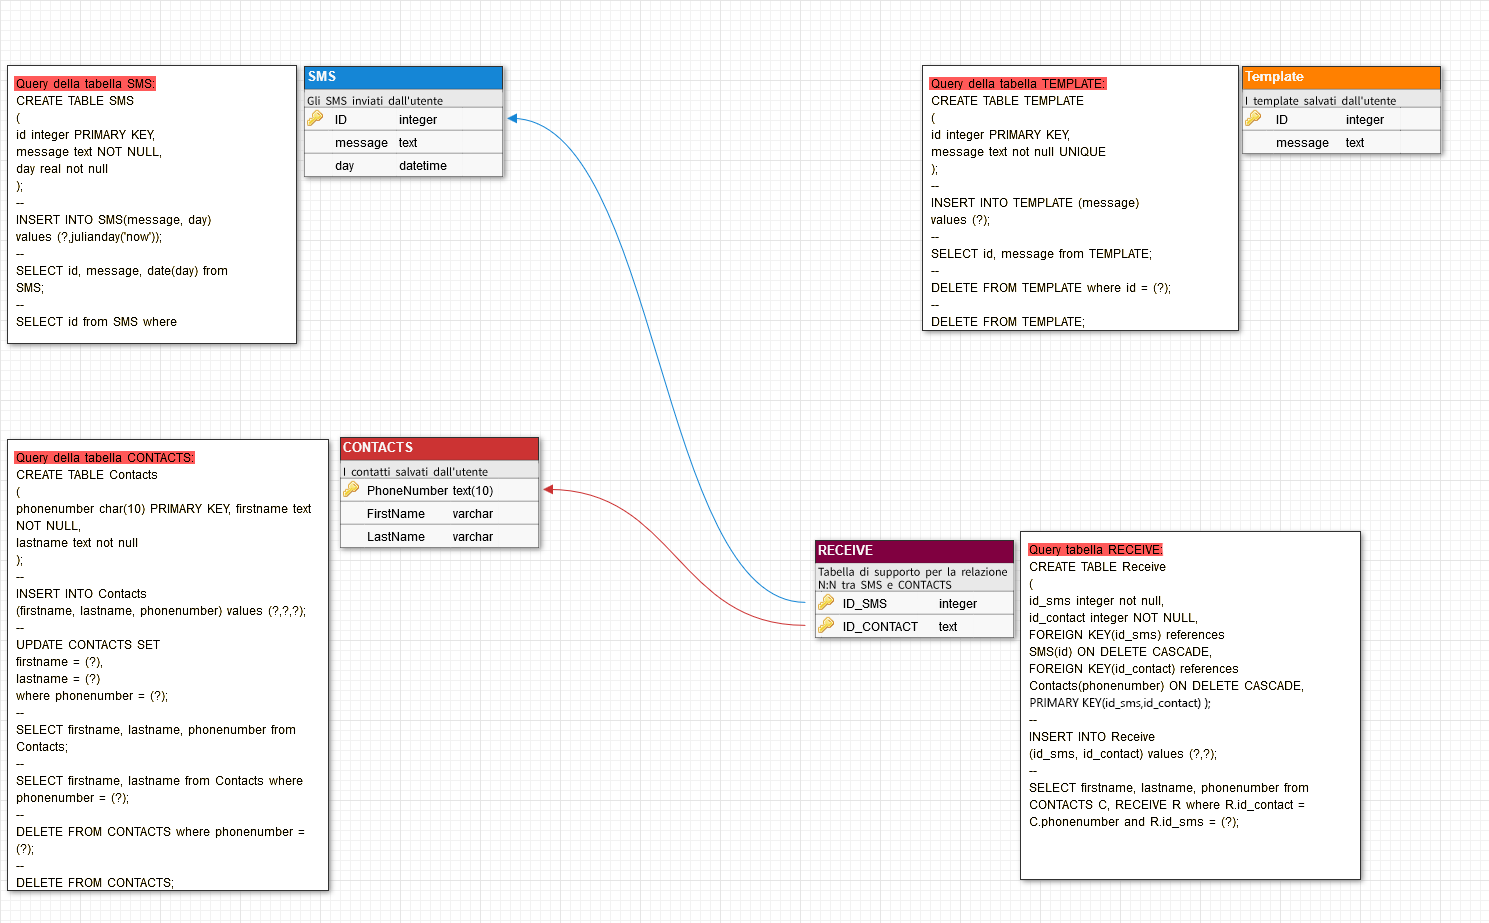 Query della tabella SMS:
CREATE TABLE SMS
(
id integer PRIMARY KEY,
message text NOT NULL,
day real not null
);
--
INSERT INTO SMS(message, day)
values (?,julianday('now'));
--
SELECT id, message, date(day) from
SMS;
--
SELECT id from SMS where
SMS
Gli SMS inviati dall'utente
ID integer
message text
day datetime
Query della tabella TEMPLATE:
CREATE TABLE TEMPLATE
(
id integer PRIMARY KEY,
message text not null UNIQUE
);
--
INSERT INTO TEMPLATE (message)
values (?);
--
SELECT id, message from TEMPLATE;
--
DELETE FROM TEMPLATE where id = (?);
--
DELETE FROM TEMPLATE;
Template
I template salvati dall'utente
ID integer
message text
Query della tabella CONTACTS:
CREATE TABLE Contacts
(
phonenumber char(10) PRIMARY KEY, firstname text
NOT NULL,
lastname text not null
);
--
INSERT INTO Contacts
(firstname, lastname, phonenumber) values (?,?,?);
--
UPDATE CONTACTS SET
firstname = (?),
lastname = (?)
where phonenumber = (?);
--
SELECT firstname, lastname, phonenumber from
Contacts;
--
SELECT firstname, lastname from Contacts where
phonenumber = (?);
--
DELETE FROM CONTACTS where phonenumber =
(?);
--
DELETE FROM CONTACTS;
CONTACTS
I contatti salvati dall'utente
PhoneNumber text(10)
FirstName varchar
LastName varchar
RECEIVE
Tabella di supporto per la relazione
N:N tra SMS e CONTACTS
ID_SMS integer
ID_CONTACT text
Query tabella RECEIVE:
CREATE TABLE Receive
(
id_sms integer not null,
id_contact integer NOT NULL,
FOREIGN KEY(id_sms) references
SMS(id) ON DELETE CASCADE,
FOREIGN KEY(id_contact) references
Contacts(phonenumber) ON DELETE CASCADE,
PRIMARY KEY(id_sms,id_contact) );
--
INSERT INTO Receive
(id_sms, id_contact) values (?,?);
--
SELECT firstname, lastname, phonenumber from
CONTACTS C, RECEIVE R where R.id_contact =
C.phonenumber and R.id_sms = (?);